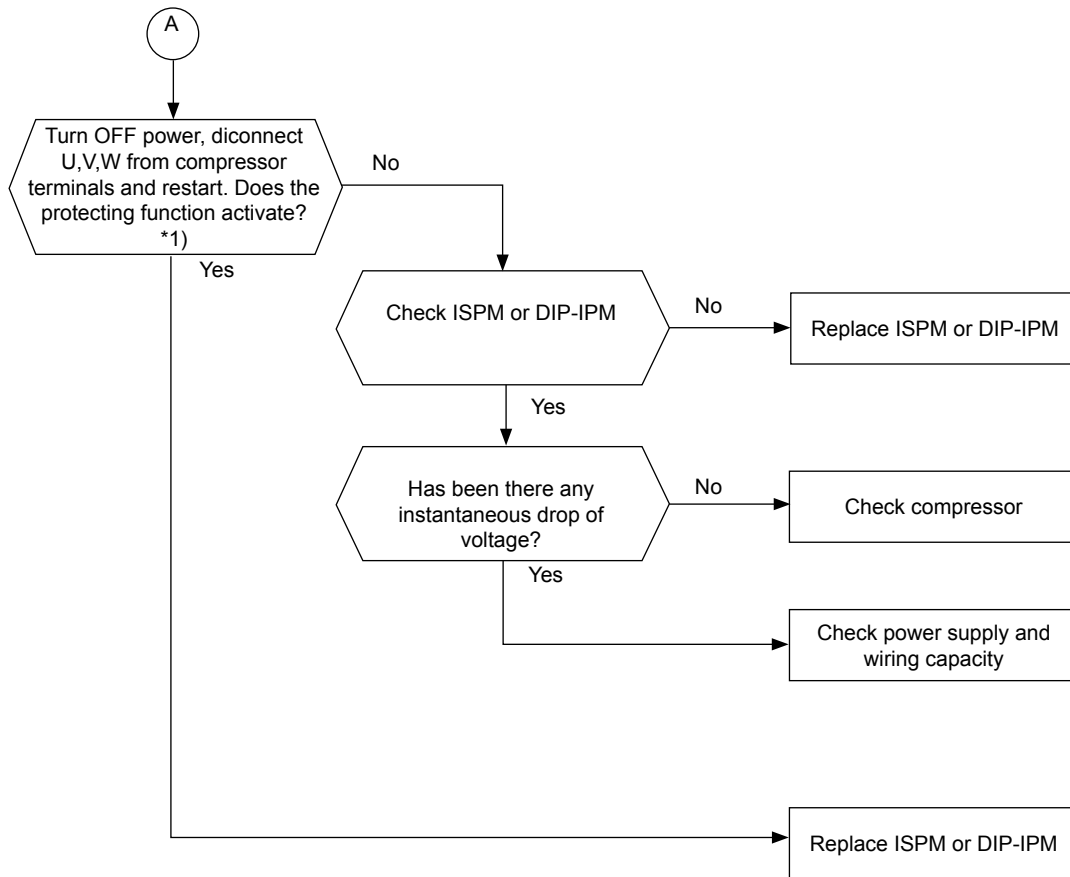 A
Turn OFF power, diconnect
U,V,W from compressor
terminals and restart. Does the
protecting function activate?
*1)
No
Yes
Check ISPM or DIP-IPM
No
Replace ISPM or DIP-IPM
Yes
Has been there any
instantaneous drop of
voltage?
No
Check compressor
Yes
Check power supply and
wiring capacity
Replace ISPM or DIP-IPM